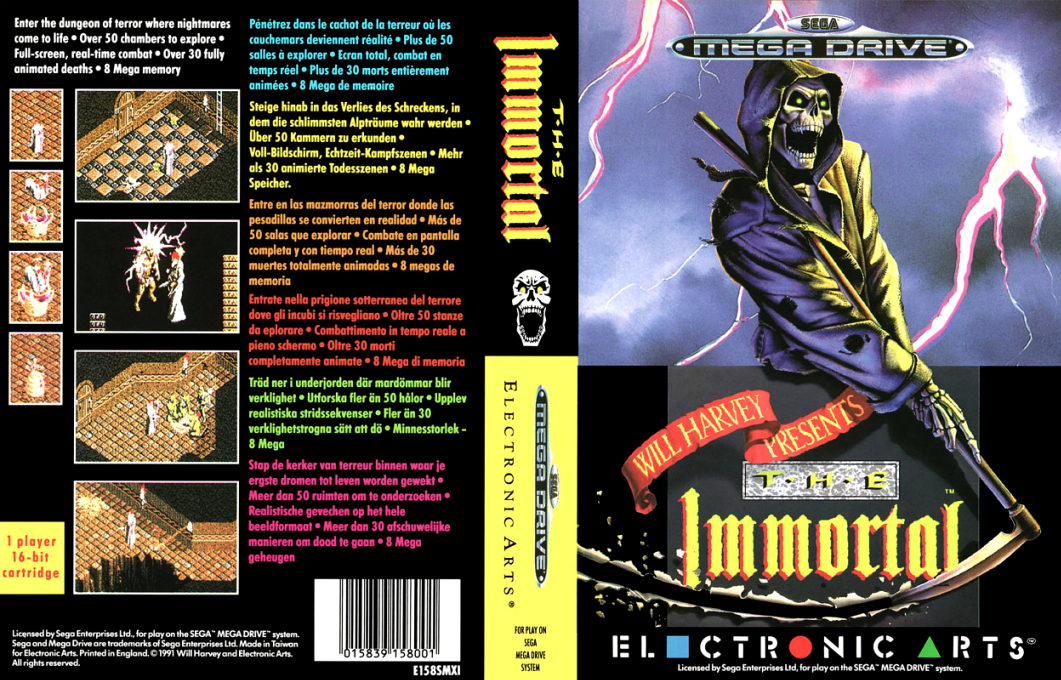 Enter the dungeon of terror where nightmares
come to life • Over 50 chambers to explore •
Full-screen, real-time combat • Over 30 fully
animated deaths • 8 Mega memory
Pénétrez dans le cachot de la terreur où les
cauchemars deviennent réalité • Plus de 50
salles à explorer • Ecran total, combat en
temps réel • Plus de 30 morts entièrement
animées • 8 Mega de memoire
Steige hinab in das Verlies des Schreckens, in
dem die schlimmsten Alpträume wahr werden •
Über 50 Kammern zu erkunden •
Voll-Bildschirm, Echtzeit-Kampfszenen • Mehr
als 30 animierte Todesszenen • 8 Mega
Speicher.
Entre en las mazmorras del terror donde las
pesadillas se convierten en realidad • Más de
50 salas que explorar • Combate en pantalla
completa y con tiempo real • Más de 30
muertes totalmente animadas • 8 megas de
memoria
Entrate nella prigione sotterranea del terrore
dove gli incubi si risvegliano • Oltre 50 stanze
da eplorare • Combattimento in tempo reale a
pieno schermo • Oltre 30 morti
completamente animate • 8 Mega di memoria
Träd ner i underjorden där mardömmar blir
verklighet • Utforska fler än 50 hålor • Upplev
realistiska stridssekvenser • Fler än 30
verklighetstrogna sätt att dö • Minnesstorlek -
8 Mega
Stap de kerker van terreur binnen waar je
ergste dromen tot leven worden gewekt •
Meer dan 50 ruimten om te onderzoeken •
Realistische gevechen op het hele
beeldformaat • Meer dan 30 afschuwelijke
manieren om dood te gaan • 8 Mega
geheugen
1 player
16-bit
cartridge
Licensed by Sega Enterprises Ltd., for play on the SEGA™ MEGA DRIVE™ system.
Sega and Mega Drive are trademarks of Sega Enterprises Ltd. Made in Taiwan
for Electronic Arts. Printed in England. © 1991 Will Harvey and Electronic Arts.
All rights reserved.
015839 158001
E158SMXI
T·H·E
Immortal
ELECTRONIC ARTS®
SEGA
MEGA DRIVE
FOR PLAY ON
SEGA
MEGA DRIVE
SYSTEM
SEGA
MEGA DRIVE
WILL HARVEY
PRESENTS
T·H·E
Immortal™
EL■CTR●NIC ▲RTS™
Licensed by Sega Enterprises Ltd, for play on the SEGA™ MEGA DRIVE™ system.